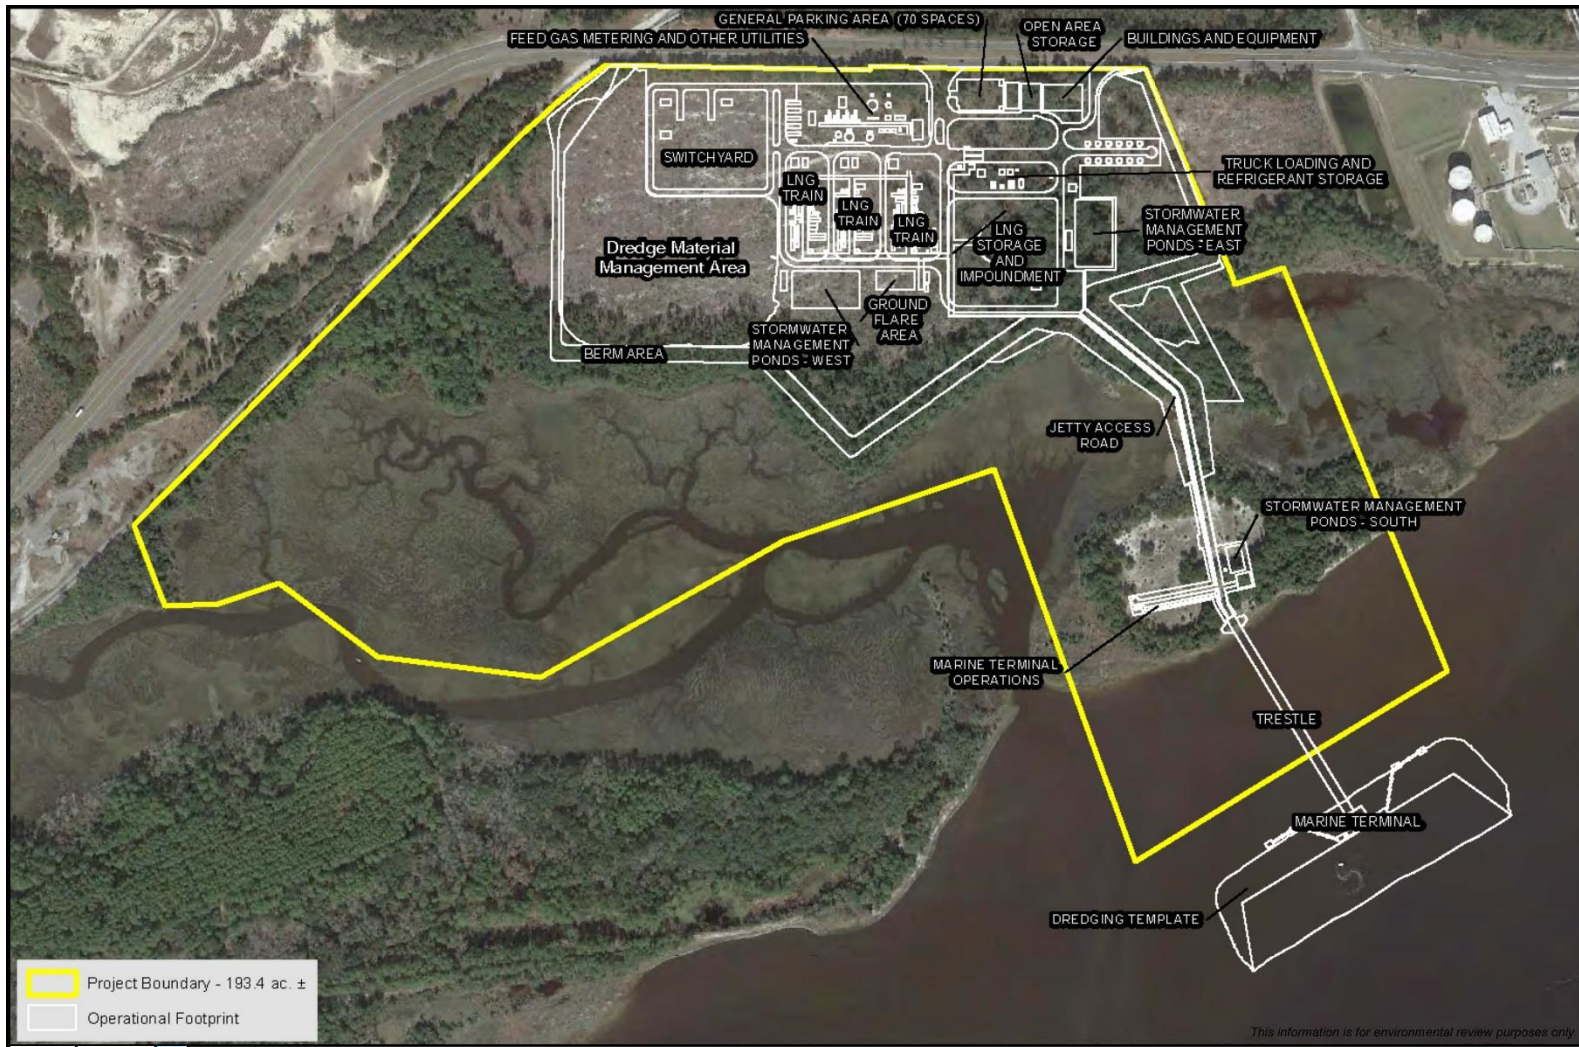 GENERAL PARKING AREA (70 SPACES)
FEED GAS METERING AND OTHER UTILITIES
OPEN AREA
STORAGE
BUILDINGS AND EQUIPMENT
SWITCHYARD
TRUCK LOADING AND
REFRIGERANT STORAGE
LNG
TRAIN
LNG
TRAIN
LNG
TRAIN
STORMWATER
MANAGEMENT
PONDS - EAST
LNG
STORAGE
AND
IMPOUNDMENT
Dredge Material
Management Area
GROUND
FLARE
AREA
STORMWATER
MANAGEMENT
PONDS - WEST
BERM AREA
JETTY ACCESS
ROAD
STORMWATER MANAGEMENT
PONDS - SOUTH
MARINE TERMINAL
OPERATIONS
TRESTLE
MARINE TERMINAL
DREDGING TEMPLATE
Project Boundary - 193.4 ac. ±
Operational Footprint
This information is for environmental review purposes only.